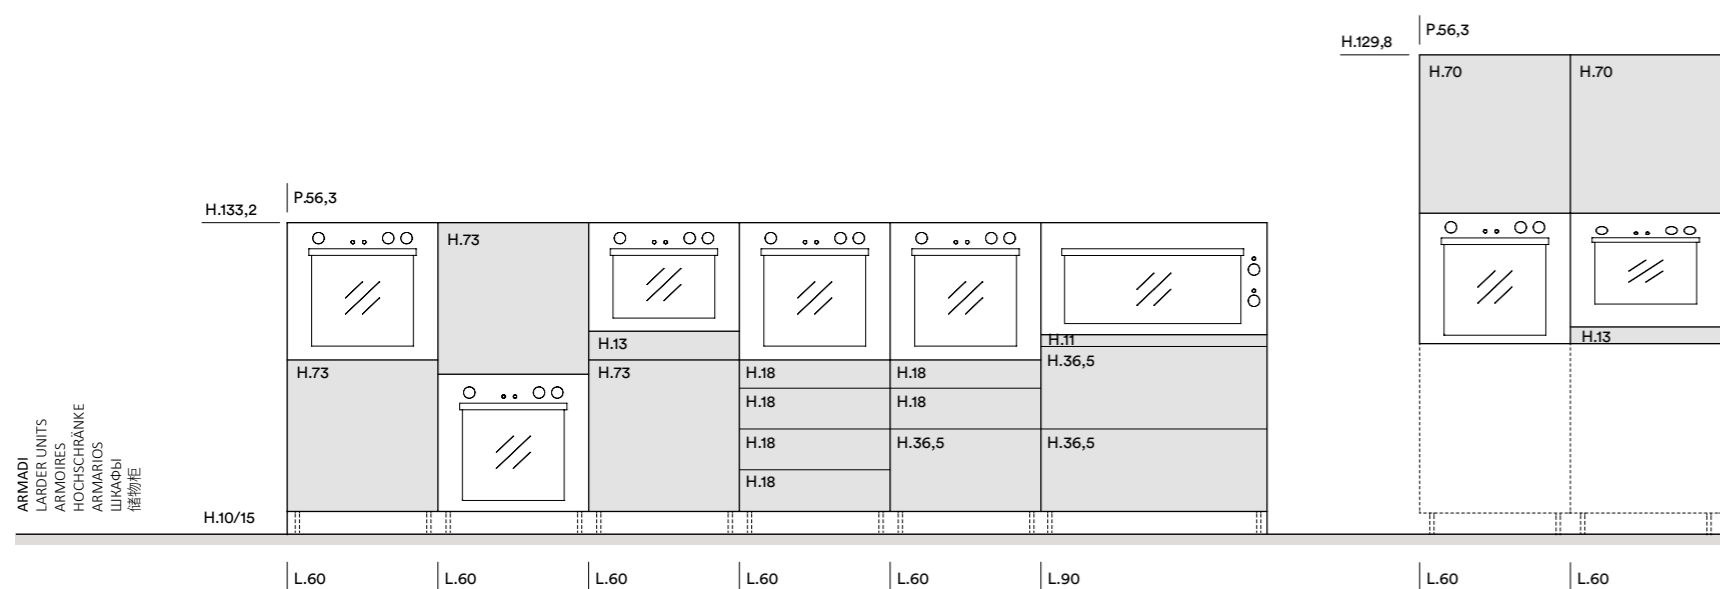 P.56,3
H.129,8
H.70
H.70
P.56,3
H.133,2
H.73
H.13
H.11
H.13
H.36,5
H.73
H.73
H.18
H.18
H.18
H.18
H.18
H.36,5
H.36,5
H.18
ARMADI
LARDER UNITS
ARMOIRES
HOCHSCHRÄNKE
ARMARIOS
ШКАФЫ
储物柜
H.10/15
L.60
L.60
L.60
L.60
L.60
L.90
L.60
L.60